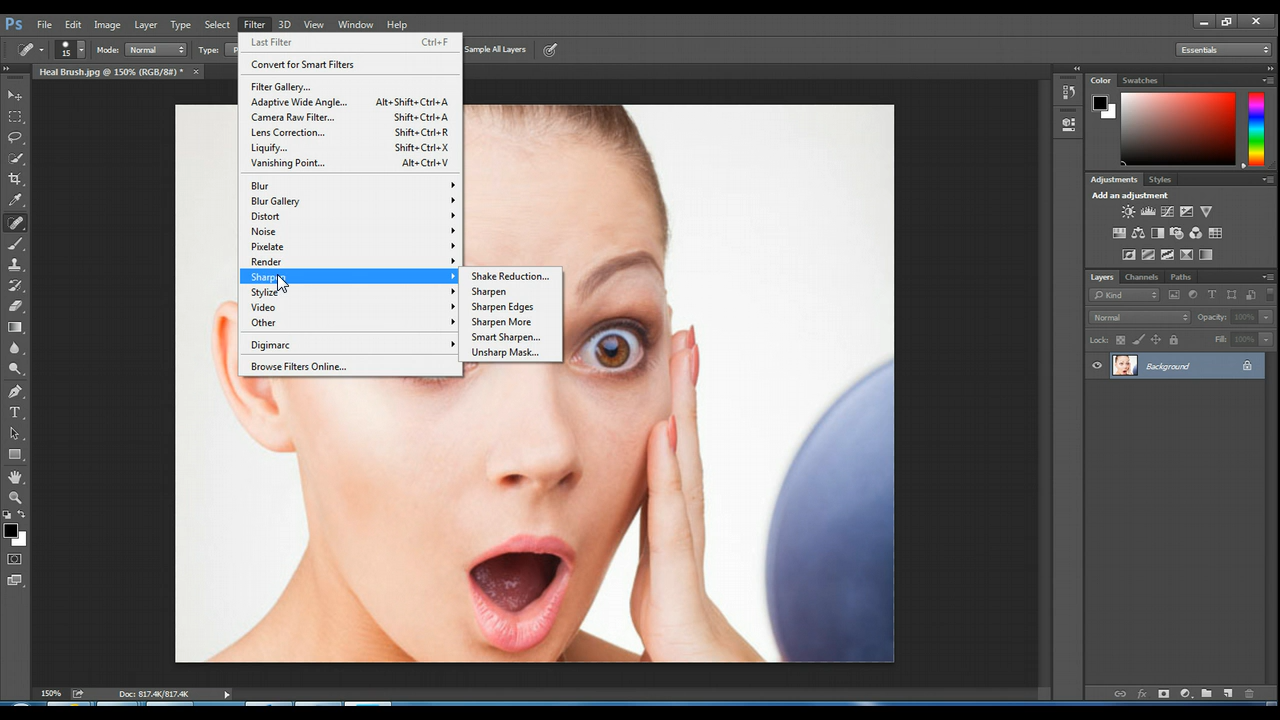 Ps File Edit Image Layer Type Select Filter 3D View Window Help
15 Mode: Normal Type: Sample All Layers Essentials
Heal Brush.jpg @ 150% (RGB/8#) * ×
Last Filter Ctrl+F
Convert for Smart Filters
Filter Gallery...
Adaptive Wide Angle... Alt+Shift+Ctrl+A
Camera Raw Filter... Shift+Ctrl+A
Lens Correction... Shift+Ctrl+R
Liquify... Shift+Ctrl+X
Vanishing Point... Alt+Ctrl+V
Blur
Blur Gallery
Distort
Noise
Pixelate
Render
Sharpen
Stylize
Video
Other
Digimarc
Browse Filters Online...
Shake Reduction...
Sharpen
Sharpen Edges
Sharpen More
Smart Sharpen...
Unsharp Mask...
Color Swatches
Adjustments Styles
Add an adjustment
Layers Channels Paths
Kind
Normal Opacity: 100%
Lock: Fill: 100%
Background
150% Doc: 817.4K/817.4K